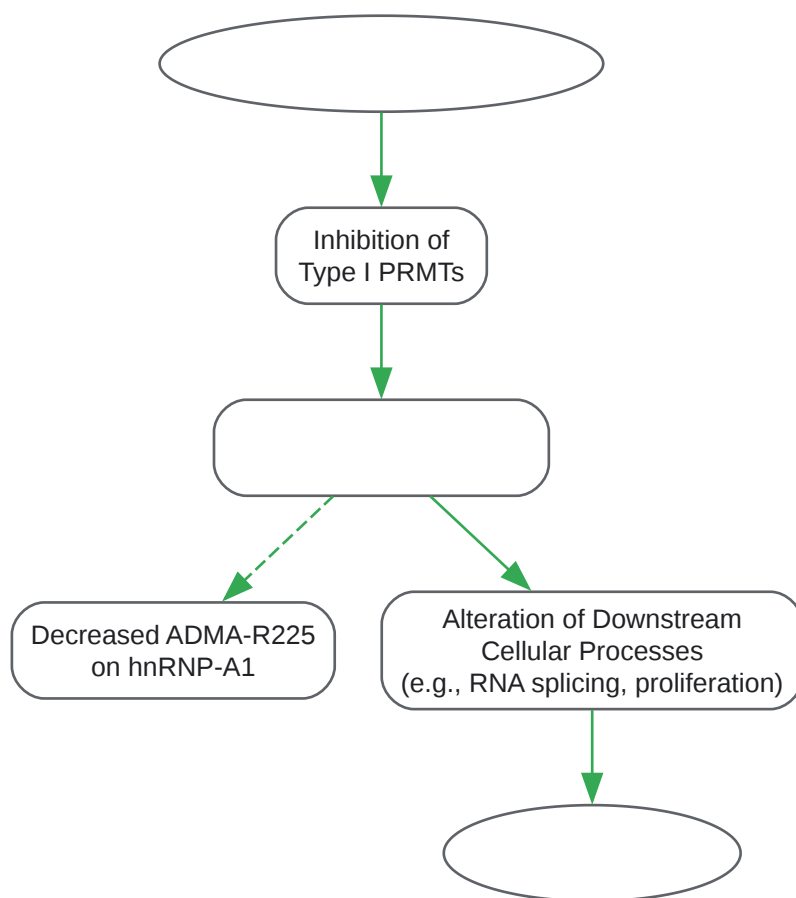 Inhibition of
Type I PRMTs
Decreased ADMA-R225
on hnRNP-A1
Alteration of Downstream
Cellular Processes
(e.g., RNA splicing, proliferation)